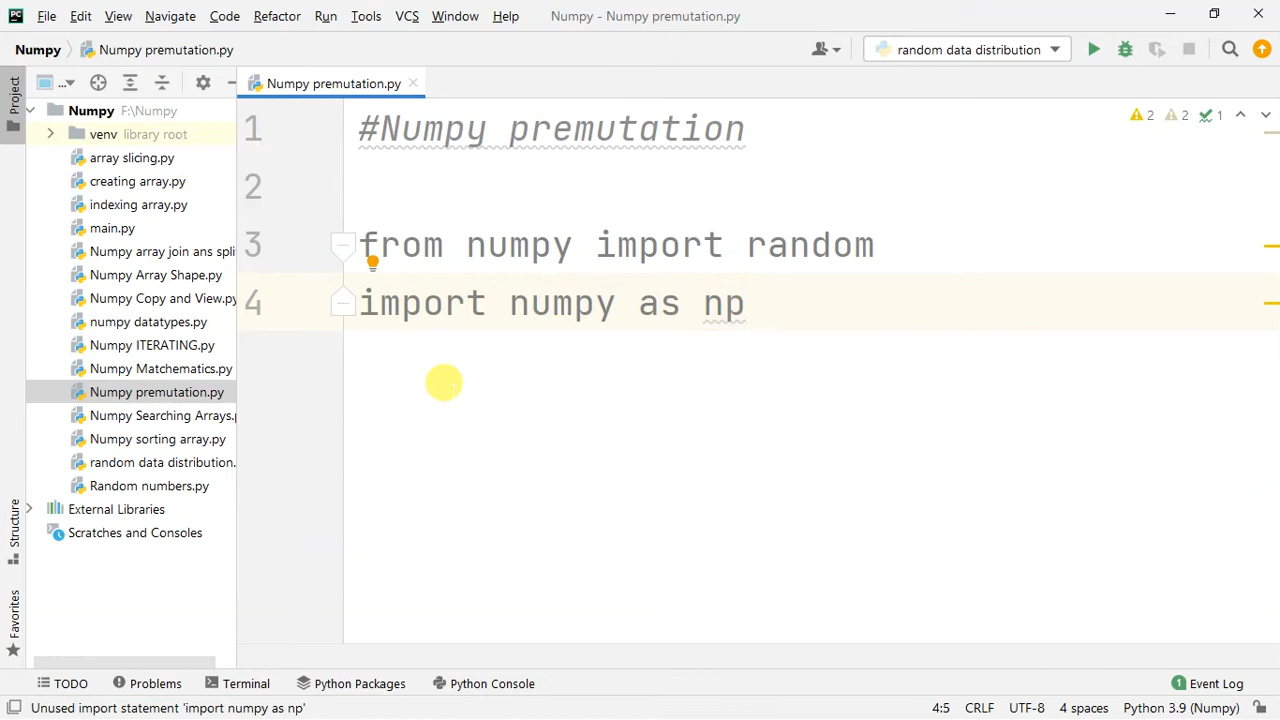 File Edit View Navigate Code Refactor Run Tools VCS Window Help Numpy - Numpy premutation.py
Numpy Numpy premutation.py random data distribution
Project ... Numpy premutation.py
Numpy F:\Numpy
venv library root
array slicing.py
creating array.py
indexing array.py
main.py
Numpy array join ans spli
Numpy Array Shape.py
Numpy Copy and View.py
numpy datatypes.py
Numpy ITERATING.py
Numpy Matchematics.py
Numpy premutation.py
Numpy Searching Arrays.
Numpy sorting array.py
random data distribution.
Random numbers.py
External Libraries
Scratches and Consoles
1 #Numpy premutation
2
3 from numpy import random
4 import numpy as np
2 2 1
Structure
Favorites
TODO Problems Terminal Python Packages Python Console 1 Event Log
Unused import statement 'import numpy as np' 4:5 CRLF UTF-8 4 spaces Python 3.9 (Numpy)